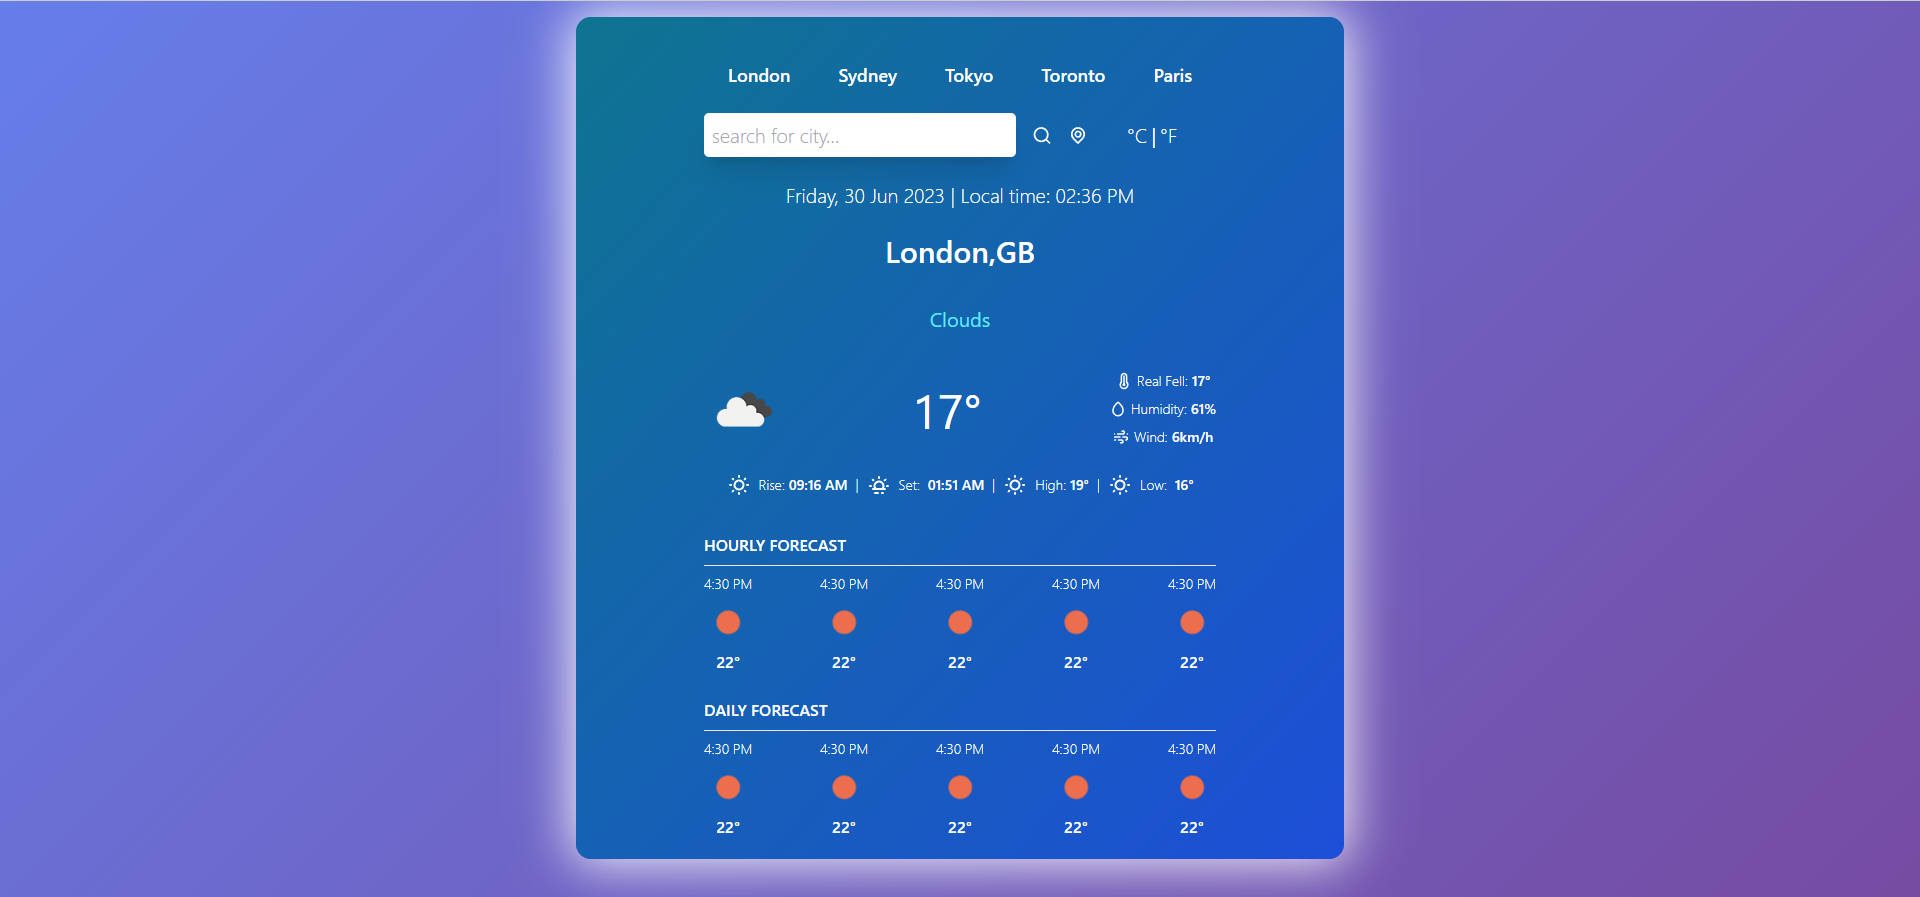 London Sydney Tokyo Toronto Paris
search for city... °C | °F
Friday, 30 Jun 2023 | Local time: 02:36 PM
London,GB
Clouds
17°
Real Fell: 17°
Humidity: 61%
Wind: 6km/h
Rise: 09:16 AM | Set: 01:51 AM | High: 19° | Low: 16°
HOURLY FORECAST
4:30 PM 4:30 PM 4:30 PM 4:30 PM 4:30 PM
22° 22° 22° 22° 22°
DAILY FORECAST
4:30 PM 4:30 PM 4:30 PM 4:30 PM 4:30 PM
22° 22° 22° 22° 22°